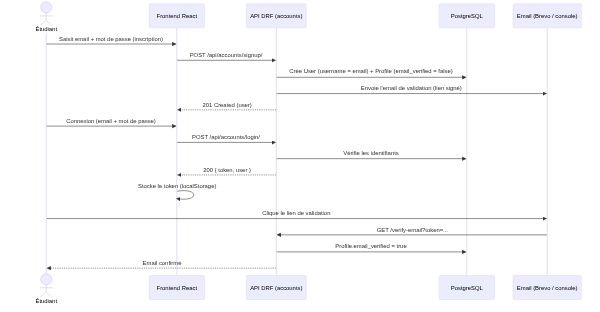 Étudiant
Frontend React
API DRF (accounts)
PostgreSQL
Email (Brevo / console)
Saisit email + mot de passe (inscription)
POST /api/accounts/signup/
Crée User (username = email) + Profile (email_verified = false)
Envoie l'email de validation (lien signé)
201 Created (user)
Connexion (email + mot de passe)
POST /api/accounts/login/
Vérifie les identifiants
200 { token, user }
Stocke le token (localStorage)
Clique le lien de validation
GET /verify-email?token=...
Profile.email_verified = true
Email confirmé
Étudiant
Frontend React
API DRF (accounts)
PostgreSQL
Email (Brevo / console)